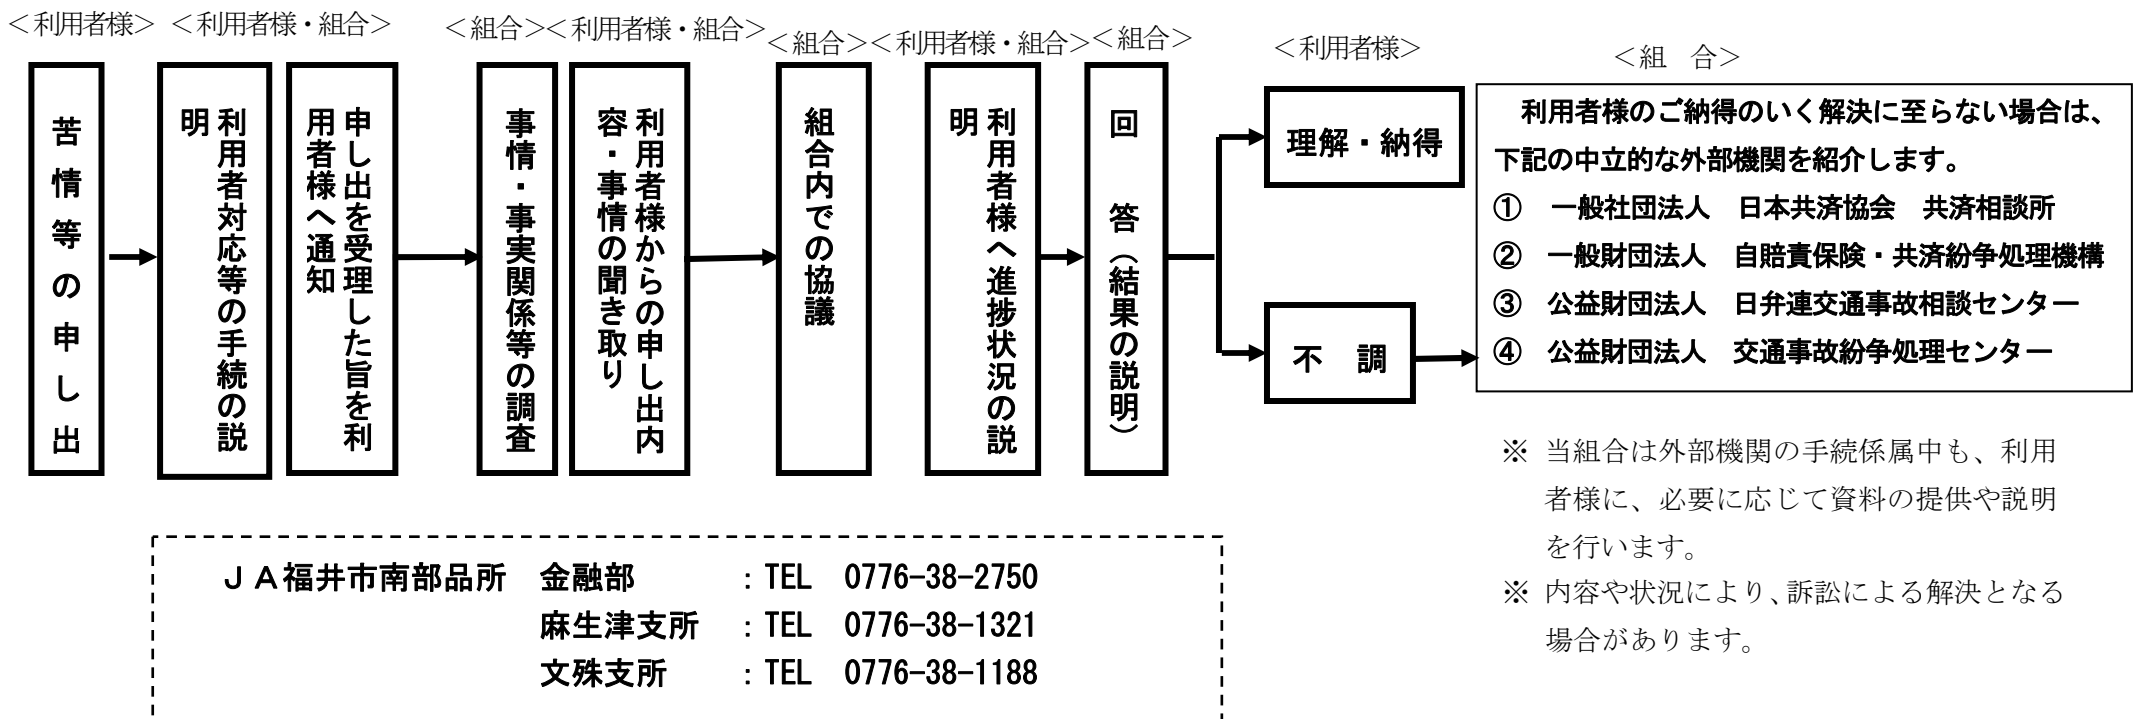 ＜利用者様＞
苦情等の申し出
＜利用者様・組合＞
利用者対応等の手続の説
明
申し出を受理した旨を利
用者様へ通知
＜組合＞
事情・事実関係等の調査
＜利用者様・組合＞
利用者様からの申し出内
容・事情の聞き取り
＜組合＞
組合内での協議
＜利用者様・組合＞
利用者様へ進捗状況の説
明
＜組合＞
回　答（結果の説明）
＜利用者様＞
理解・納得
不　調
＜組　合＞
利用者様のご納得のいく解決に至らない場合は、
下記の中立的な外部機関を紹介します。
①　一般社団法人　日本共済協会　共済相談所
②　一般財団法人　自賠責保険・共済紛争処理機構
③　公益財団法人　日弁連交通事故相談センター
④　公益財団法人　交通事故紛争処理センター
※ 当組合は外部機関の手続係属中も、利用
者様に、必要に応じて資料の提供や説明
を行います。
※ 内容や状況により、訴訟による解決となる
場合があります。
ＪＡ福井市南部品所　金融部　：TEL　0776-38-2750
麻生津支所　：TEL　0776-38-1321
文殊支所　：TEL　0776-38-1188